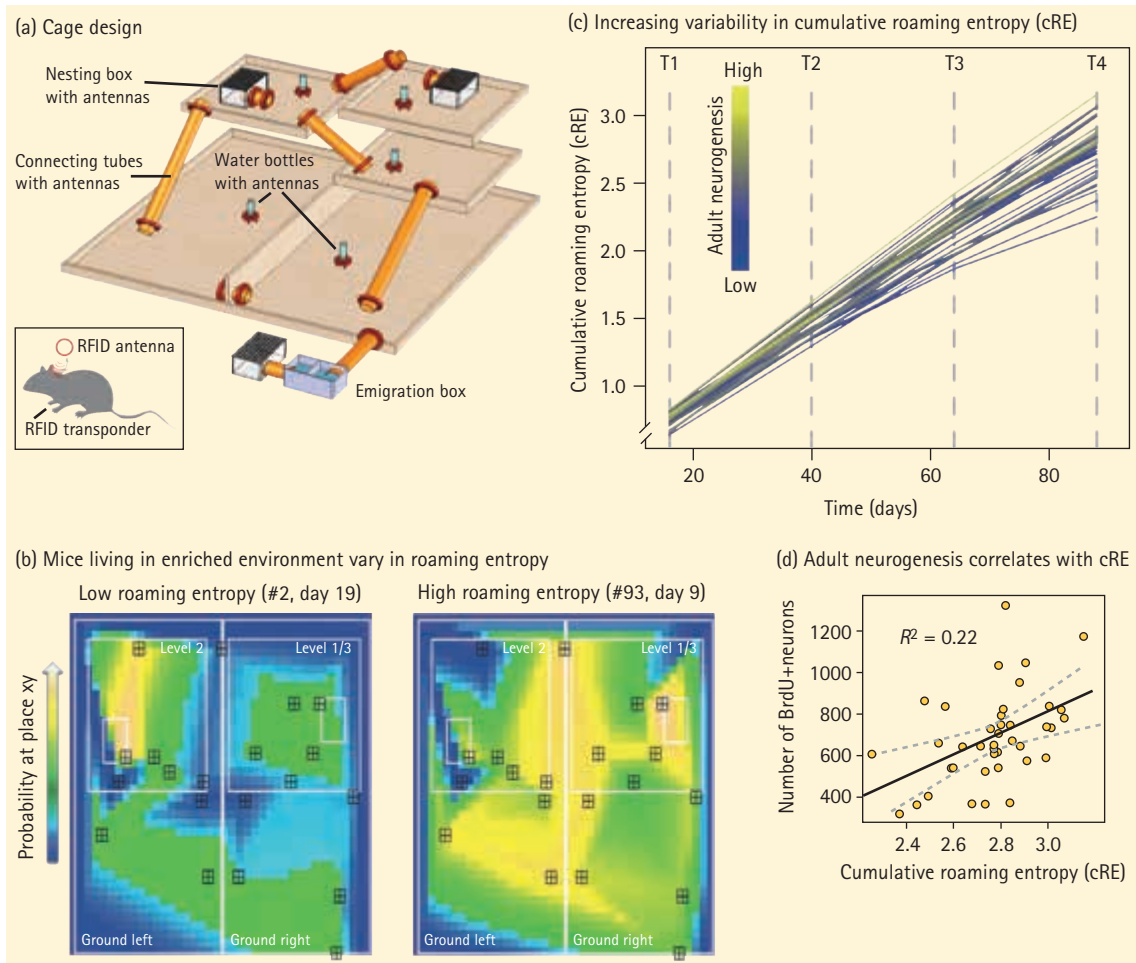 (a) Cage design
Nesting box
with antennas
Connecting tubes
with antennas
Water bottles
with antennas
RFID antenna
RFID transponder
Emigration box
(c) Increasing variability in cumulative roaming entropy (cRE)
T1 T2 T3 T4
High
Adult neurogenesis
Low
Cumulative roaming entropy (cRE)
3.0
2.5
2.0
1.5
1.0
20 40 60 80
Time (days)
(b) Mice living in enriched environment vary in roaming entropy
Low roaming entropy (#2, day 19)
Probability at place xy
Level 2 Level 1/3
Ground left Ground right
High roaming entropy (#93, day 9)
Level 2 Level 1/3
Ground left Ground right
(d) Adult neurogenesis correlates with cRE
R² = 0.22
Number of BrdU+neurons
1200
1000
800
600
400
2.4 2.6 2.8 3.0
Cumulative roaming entropy (cRE)